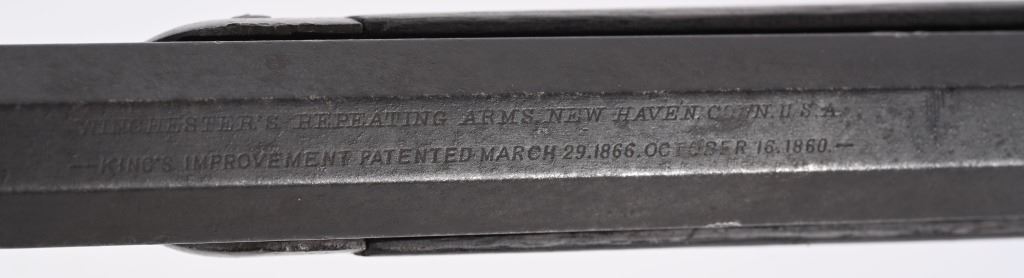 WINCHESTER'S REPEATING ARMS. NEW HAVEN. CONN. U.S.A.
—KING'S IMPROVEMENT PATENTED MARCH 29.1866. OCTOBER 16.1860.—